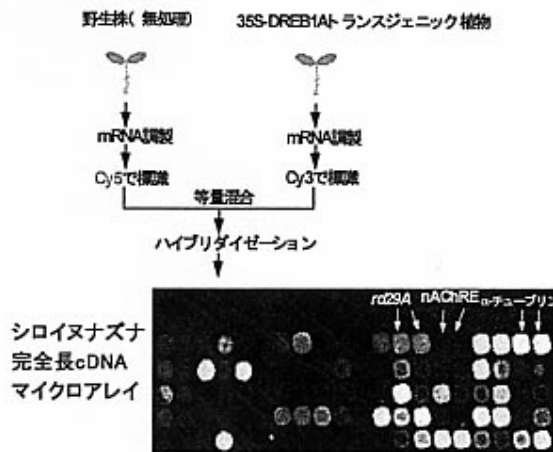 野生株(無処理)
35S-DREB1Aトランスジェニック植物
mRNA調製
mRNA調製
Cy5で標識
Cy3で標識
等量混合
ハイブリダイゼーション
rd29A nAChRE α-チューブリン
シロイヌナズナ
完全長cDNA
マイクロアレイ